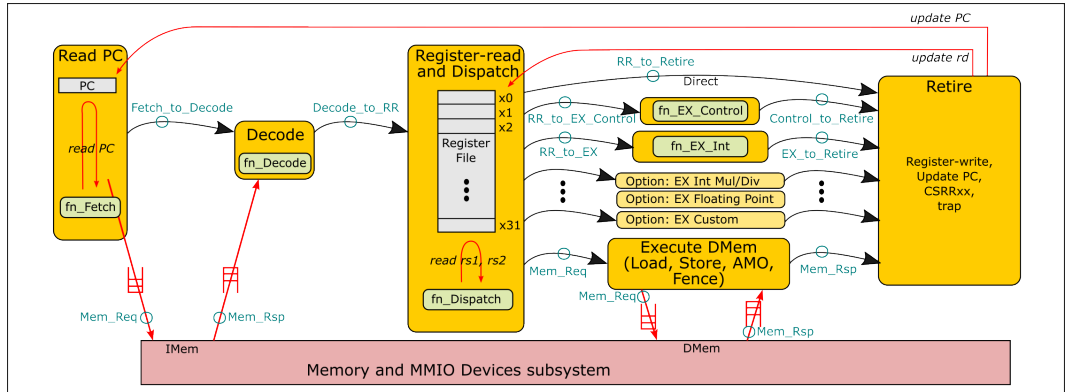 update PC
update rd
Read PC
PC
read PC
fn_Fetch
Fetch_to_Decode
Decode
fn_Decode
Decode_to_RR
Register-read
and Dispatch
x0
x1
x2
Register
File
x31
read rs1, rs2
fn_Dispatch
RR_to_Retire
Direct
RR_to_EX_Control
fn_EX_Control
Control_to_Retire
RR_to_EX
fn_EX_Int
EX_to_Retire
Option: EX Int Mul/Div
Option: EX Floating Point
Option: EX Custom
Mem_Req
Execute DMem
(Load, Store, AMO,
Fence)
Mem_Rsp
Retire
Register-write,
Update PC,
CSRRxx,
trap
Mem_Req
Mem_Rsp
Mem_Req
Mem_Rsp
IMem
DMem
Memory and MMIO Devices subsystem